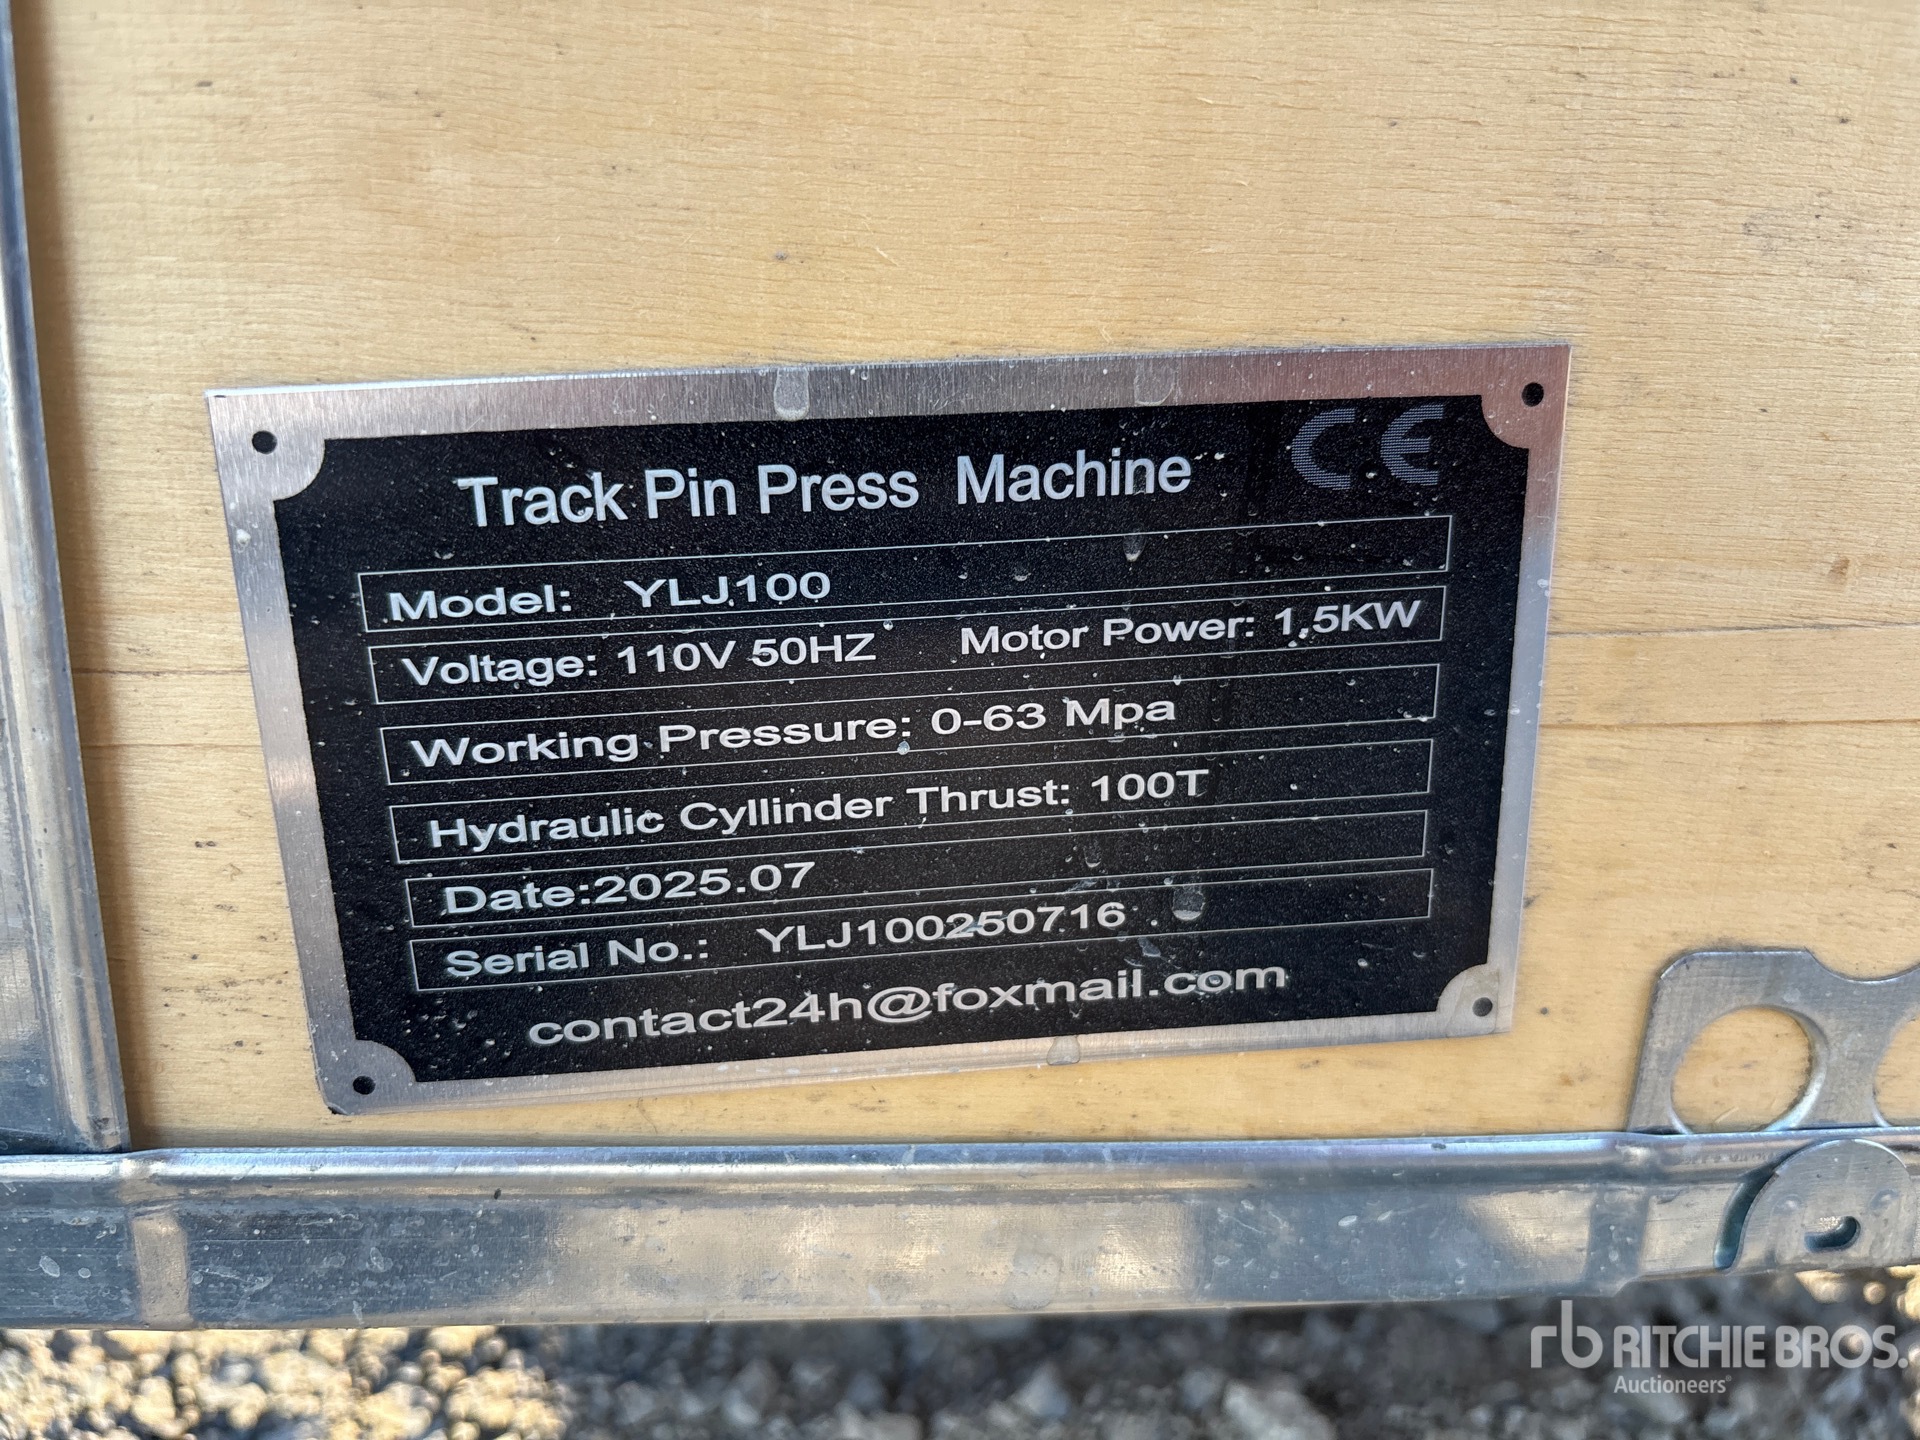 Track Pin Press Machine CE
Model: YLJ100
Voltage: 110V 50HZ Motor Power: 1.5KW
Working Pressure: 0-63 Mpa
Hydraulic Cyllinder Thrust: 100T
Date:2025.07
Serial No.: YLJ100250716
contact24h@foxmail.com
rb RITCHIE BROS.
Auctioneers